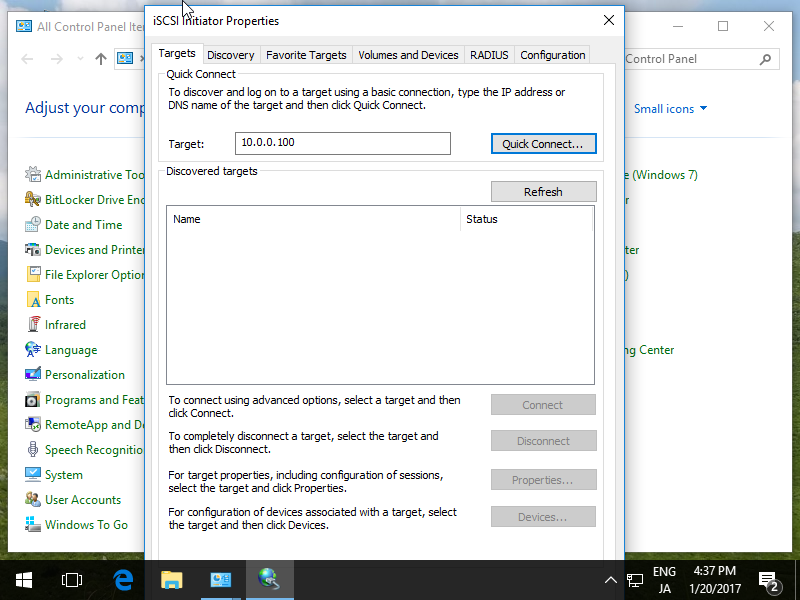 All Control Panel Ite
iSCSI Initiator Properties
Targets
Discovery
Favorite Targets
Volumes and Devices
RADIUS
Configuration
Control Panel
Quick Connect
To discover and log on to a target using a basic connection, type the IP address or
DNS name of the target and then click Quick Connect.
Target:
10.0.0.100
Quick Connect...
Discovered targets
Refresh
Name
Status
To connect using advanced options, select a target and then
click Connect.
Connect
To completely disconnect a target, select the target and
then click Disconnect.
Disconnect
For target properties, including configuration of sessions,
select the target and click Properties.
Properties...
For configuration of devices associated with a target, select
the target and then click Devices.
Devices...
Adjust your comp
Small icons
Administrative Too
BitLocker Drive Enc
Date and Time
Devices and Printer
File Explorer Option
Fonts
Infrared
Language
Personalization
Programs and Feat
RemoteApp and De
Speech Recognitio
System
User Accounts
Windows To Go
e (Windows 7)
r
ter
)
ng Center
ENG
JA
4:37 PM
1/20/2017
2